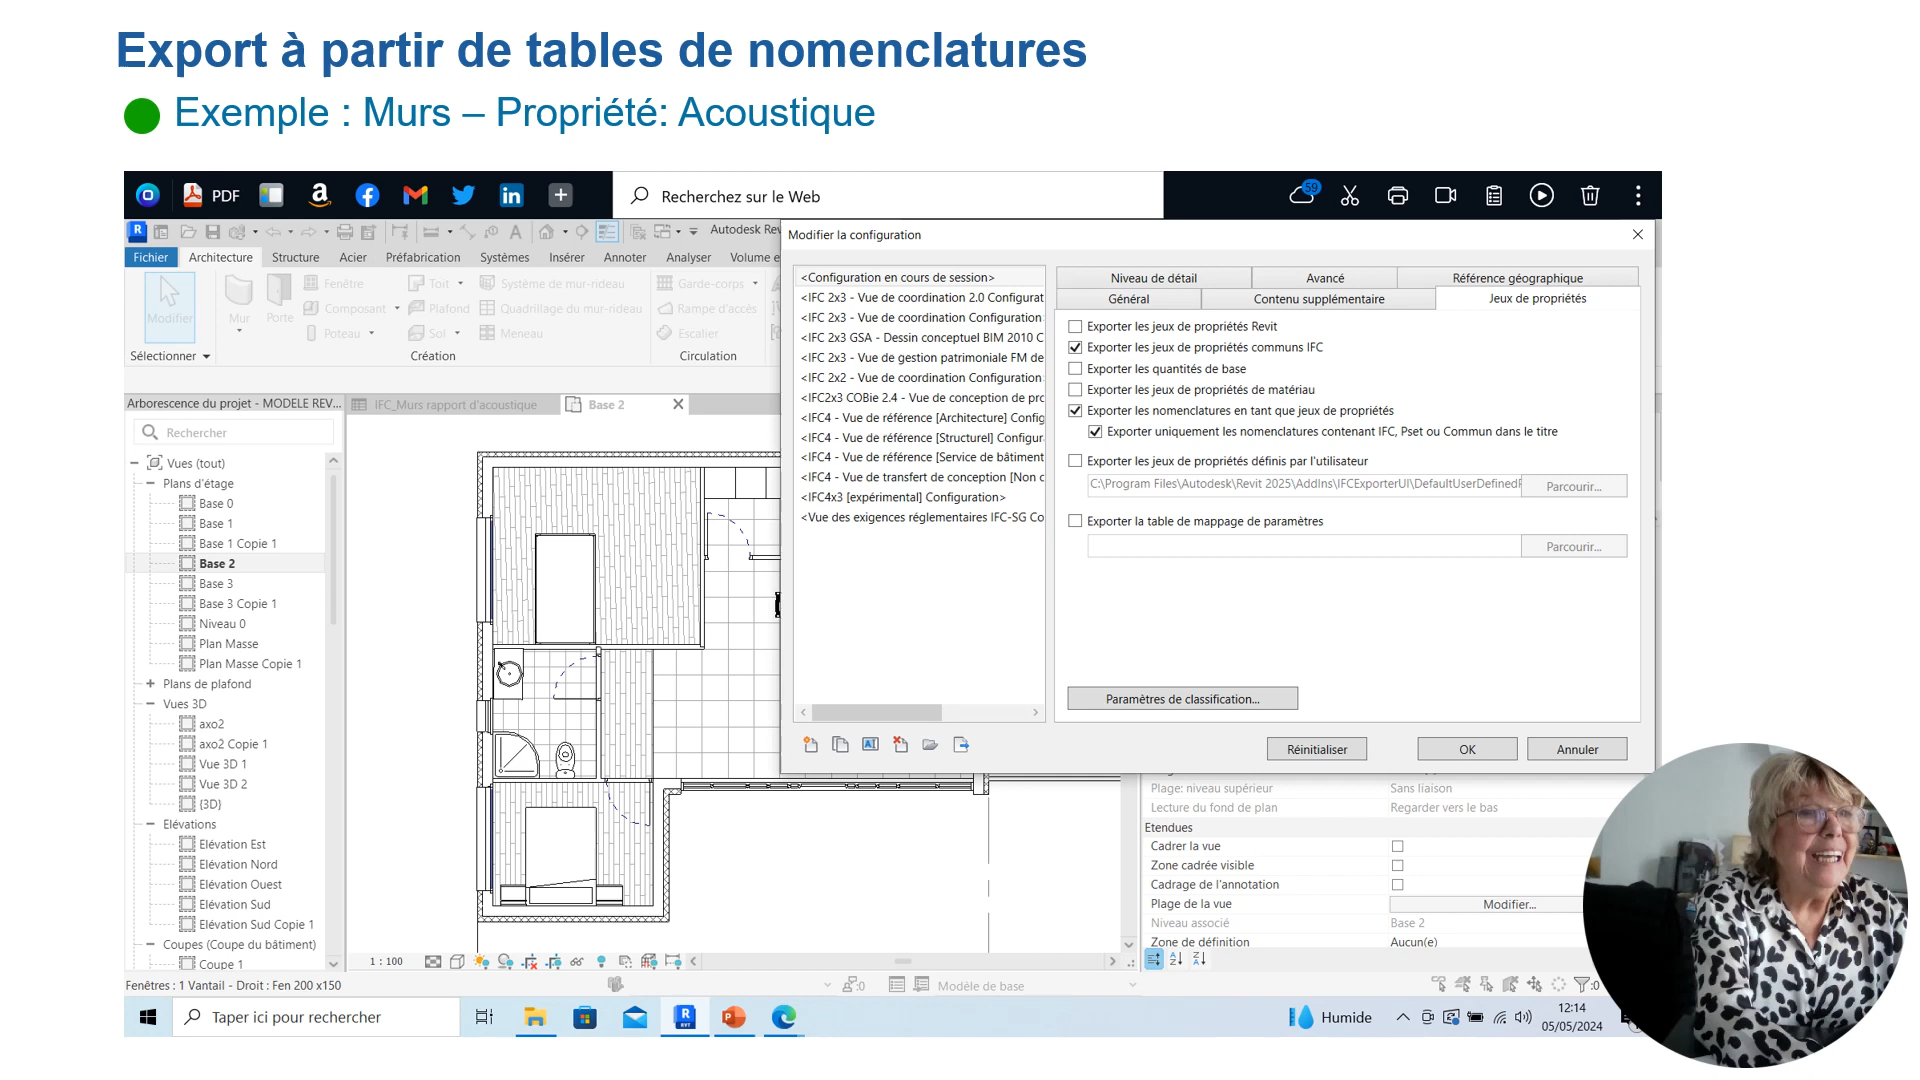 Export à partir de tables de nomenclatures
Exemple : Murs – Propriété: Acoustique
PDF
Recherchez sur le Web
59
Autodesk Rev
Fichier
Architecture
Structure
Acier
Préfabrication
Systèmes
Insérer
Annoter
Analyser
Volume e
Modifier
Mur
Porte
Fenêtre
Composant
Poteau
Toit
Plafond
Sol
Système de mur-rideau
Quadrillage du mur-rideau
Meneau
Garde-corps
Rampe d'accès
Escalier
Sélectionner
Création
Circulation
Arborescence du projet - MODELE REV...
IFC_Murs rapport d'acoustique
Base 2
Rechercher
Vues (tout)
Plans d'étage
Base 0
Base 1
Base 1 Copie 1
Base 2
Base 3
Base 3 Copie 1
Niveau 0
Plan Masse
Plan Masse Copie 1
Plans de plafond
Vues 3D
axo2
axo2 Copie 1
Vue 3D 1
Vue 3D 2
{3D}
Elévations
Elévation Est
Elévation Nord
Elévation Ouest
Elévation Sud
Elévation Sud Copie 1
Coupes (Coupe du bâtiment)
Coupe 1
Modifier la configuration
<Configuration en cours de session>
<IFC 2x3 - Vue de coordination 2.0 Configurat
<IFC 2x3 - Vue de coordination Configuration
<IFC 2x3 GSA - Dessin conceptuel BIM 2010 C
<IFC 2x3 - Vue de gestion patrimoniale FM de
<IFC 2x2 - Vue de coordination Configuration
<IFC2x3 COBie 2.4 - Vue de conception de pro
<IFC4 - Vue de référence [Architecture] Config
<IFC4 - Vue de référence [Structurel] Configur
<IFC4 - Vue de référence [Service de bâtiment
<IFC4 - Vue de transfert de conception [Non c
<IFC4x3 [expérimental] Configuration>
<Vue des exigences réglementaires IFC-SG Co
Niveau de détail
Avancé
Référence géographique
Général
Contenu supplémentaire
Jeux de propriétés
Exporter les jeux de propriétés Revit
Exporter les jeux de propriétés communs IFC
Exporter les quantités de base
Exporter les jeux de propriétés de matériau
Exporter les nomenclatures en tant que jeux de propriétés
Exporter uniquement les nomenclatures contenant IFC, Pset ou Commun dans le titre
Exporter les jeux de propriétés définis par l'utilisateur
C:\Program Files\Autodesk\Revit 2025\AddIns\IFCExporterUI\DefaultUserDefinedP
Parcourir...
Exporter la table de mappage de paramètres
Parcourir...
Paramètres de classification...
Réinitialiser
OK
Annuler
Plage: niveau supérieur
Sans liaison
Lecture du fond de plan
Regarder vers le bas
Etendues
Cadrer la vue
Zone cadrée visible
Cadrage de l'annotation
Plage de la vue
Modifier...
Niveau associé
Base 2
Zone de définition
Aucun(e)
1 : 100
Fenêtres : 1 Vantail - Droit : Fen 200 x150
:0
Modèle de base
:0
Taper ici pour rechercher
Humide
12:14
05/05/2024